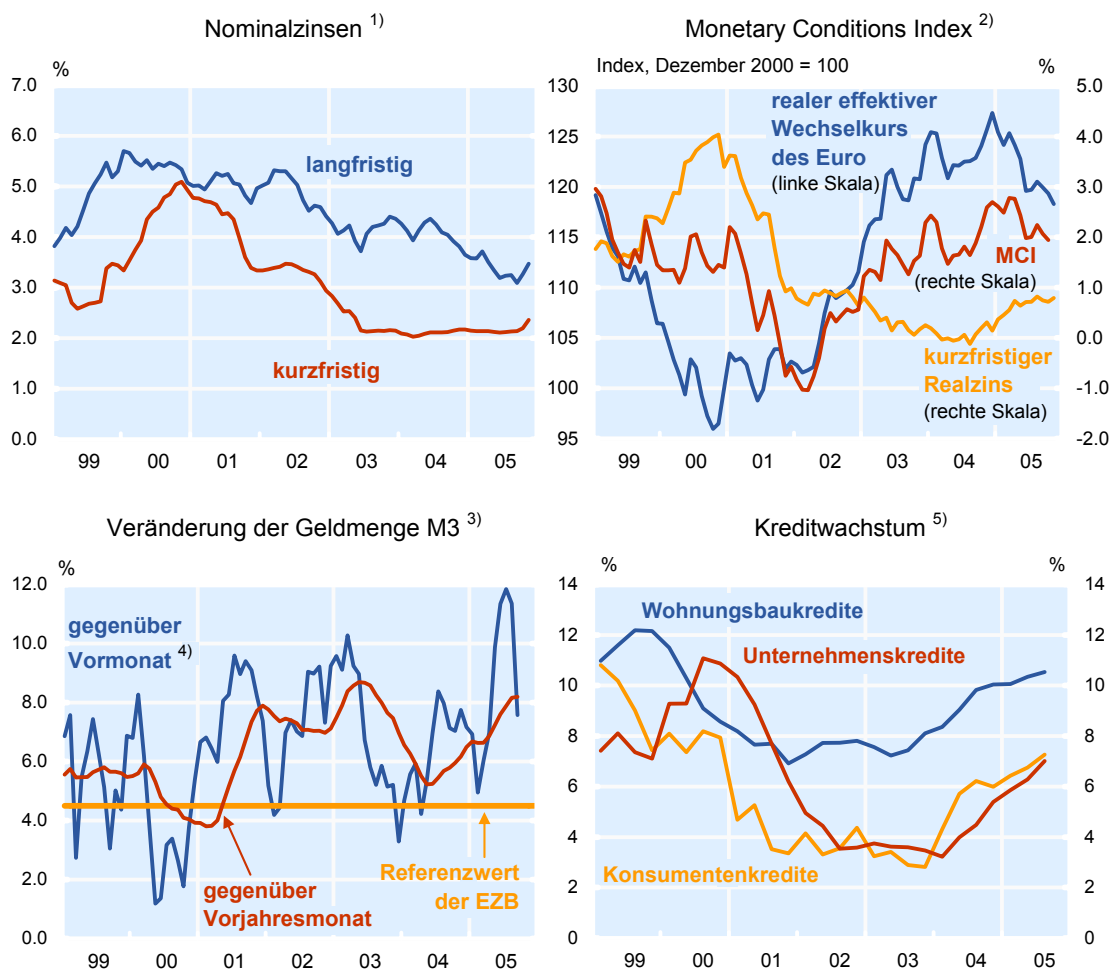 Nominalzinsen 1)
%
7.0
6.0
5.0
4.0
3.0
2.0
1.0
0.0
langfristig
kurzfristig
99 00 01 02 03 04 05
Monetary Conditions Index 2)
Index, Dezember 2000 = 100 %
130
125
120
115
110
105
100
95
realer effektiver
Wechselkurs
des Euro
(linke Skala)
MCI
(rechte Skala)
kurzfristiger
Realzins
(rechte Skala)
5.0
4.0
3.0
2.0
1.0
0.0
-1.0
-2.0
99 00 01 02 03 04 05
Veränderung der Geldmenge M3 3)
%
12.0
10.0
8.0
6.0
4.0
2.0
0.0
gegenüber
Vormonat 4)
gegenüber
Vorjahresmonat
Referenzwert
der EZB
99 00 01 02 03 04 05
Kreditwachstum 5)
% %
14
12
10
8
6
4
2
0
Wohnungsbaukredite
Unternehmenskredite
Konsumentenkredite
14
12
10
8
6
4
2
0
99 00 01 02 03 04 05